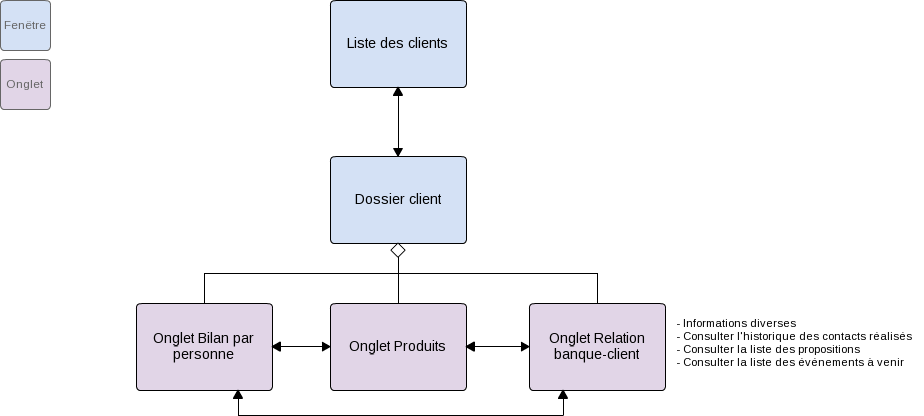 Fenêtre
Onglet
Liste des clients
Dossier client
Onglet Bilan par
personne
Onglet Produits
Onglet Relation
banque-client
- Informations diverses
- Consulter l'historique des contacts réalisés
- Consulter la liste des propositions
- Consulter la liste des événements à venir